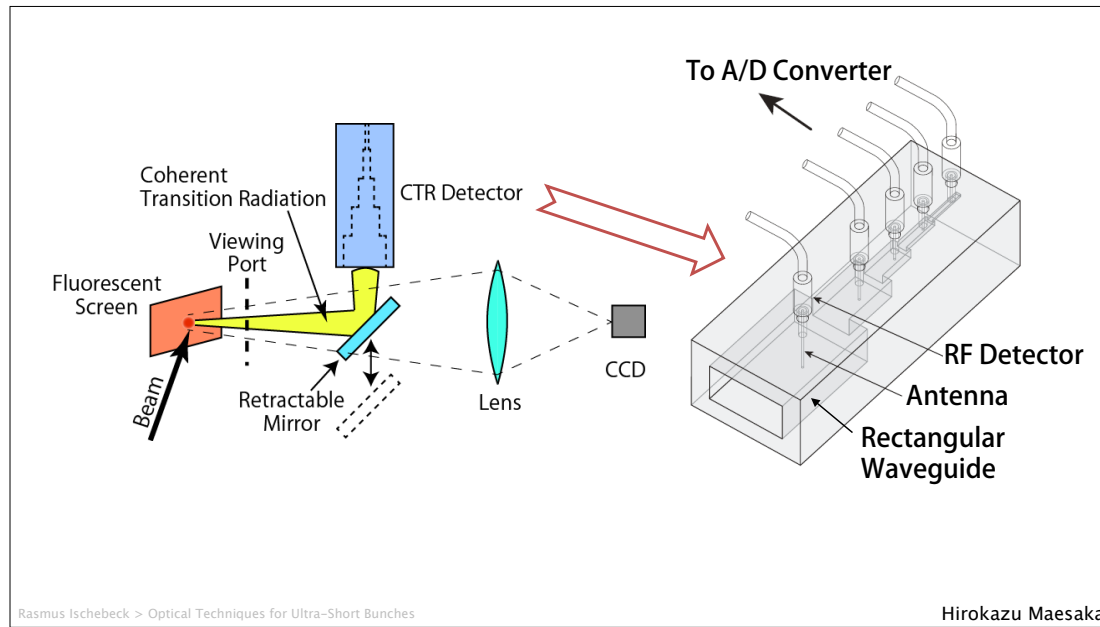 To A/D Converter
Coherent
Transition Radiation
CTR Detector
Viewing
Port
Fluorescent
Screen
Beam
Retractable
Mirror
Lens
CCD
RF Detector
Antenna
Rectangular
Waveguide
Rasmus Ischebeck > Optical Techniques for Ultra-Short Bunches
Hirokazu Maesaka